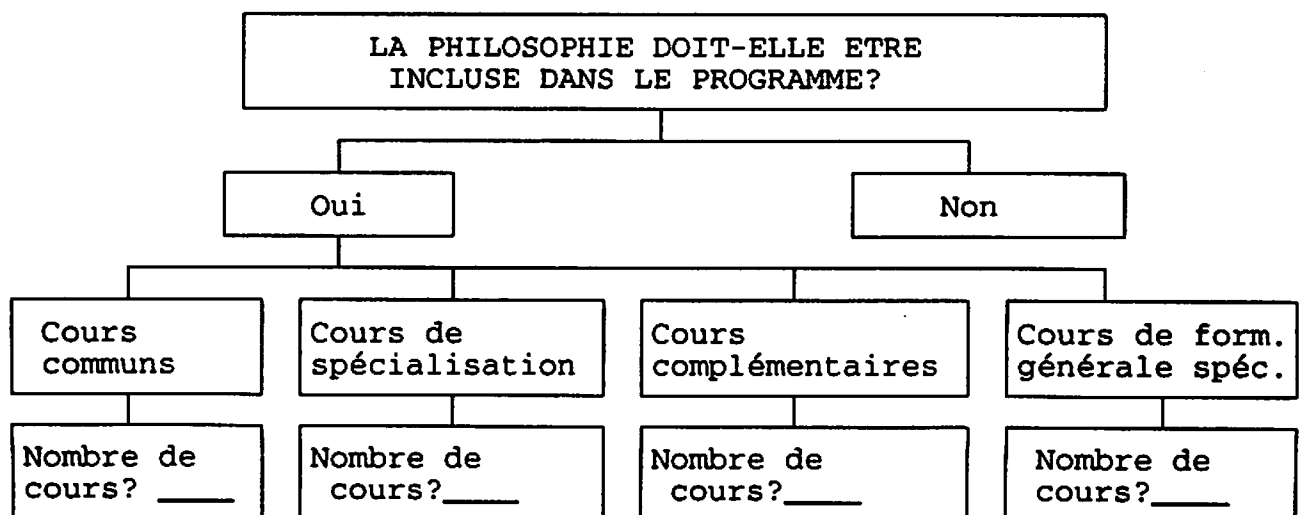 LA PHILOSOPHIE DOIT-ELLE ETRE
INCLUSE DANS LE PROGRAMME?
Oui
Non
Cours
communs
Cours de
spécialisation
Cours
complémentaires
Cours de form.
générale spéc.
Nombre de
cours? ____
Nombre de
cours?____
Nombre de
cours?____
Nombre de
cours?____